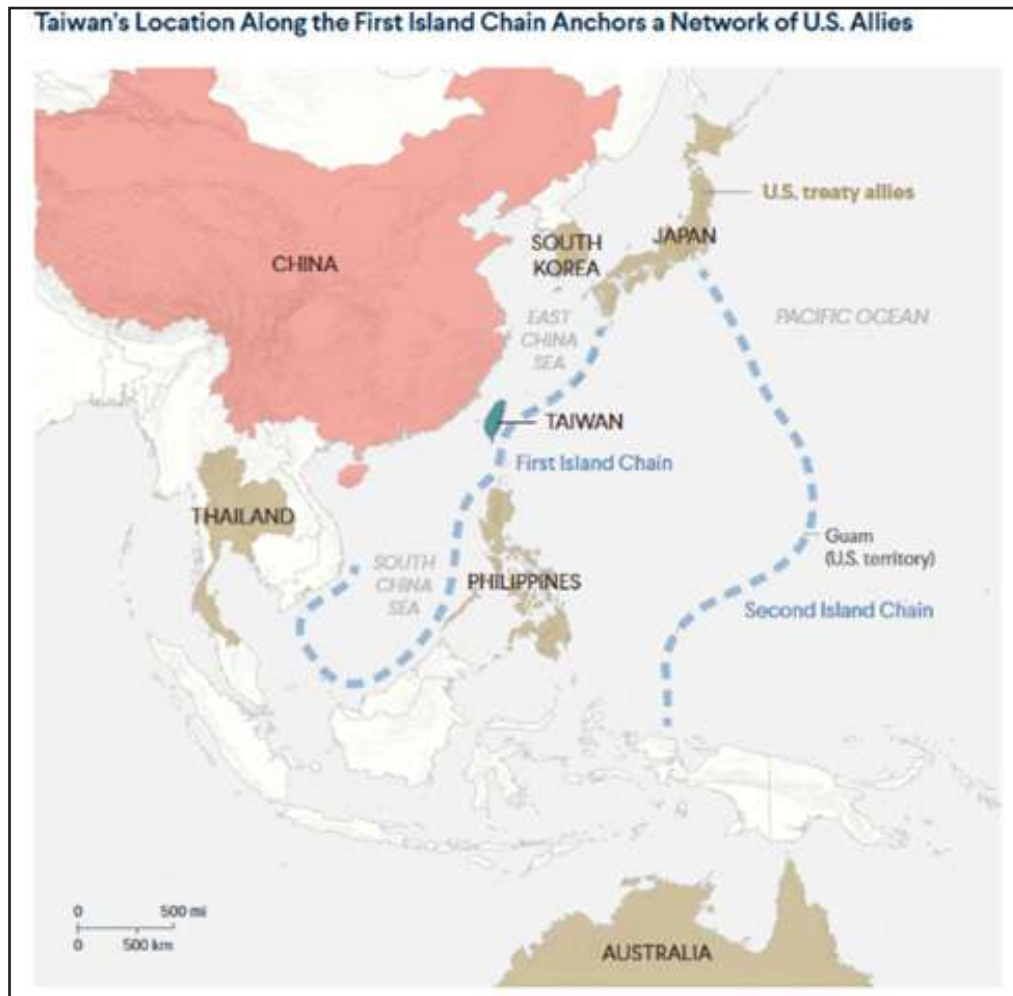 Taiwan's Location Along the First Island Chain Anchors a Network of U.S. Allies
U.S. treaty allies
JAPAN
SOUTH
KOREA
CHINA
PACIFIC OCEAN
EAST
CHINA
SEA
TAIWAN
First Island Chain
THAILAND
Guam
(U.S. territory)
SOUTH
CHINA
SEA
PHILIPPINES
Second Island Chain
0 500 mi
0 500 km
AUSTRALIA